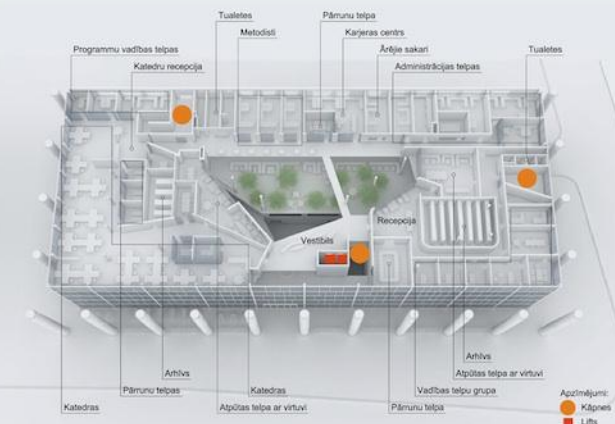 Tualetes
Pārrunu telpa
Metodisti
Karjeras centrs
Programmu vadības telpas
Ārējie sakari
Tualetes
Katedru recepcija
Administrācijas telpas
Recepcija
Vestibils
Arhīvs
Arhīvs
Atpūtas telpa ar virtuvi
Pārrunu telpas
Katedras
Vadības telpu grupa
Apzīmējumi:
Katedras
Atpūtas telpa ar virtuvi
Pārrunu telpa
Kāpnes
Lifts